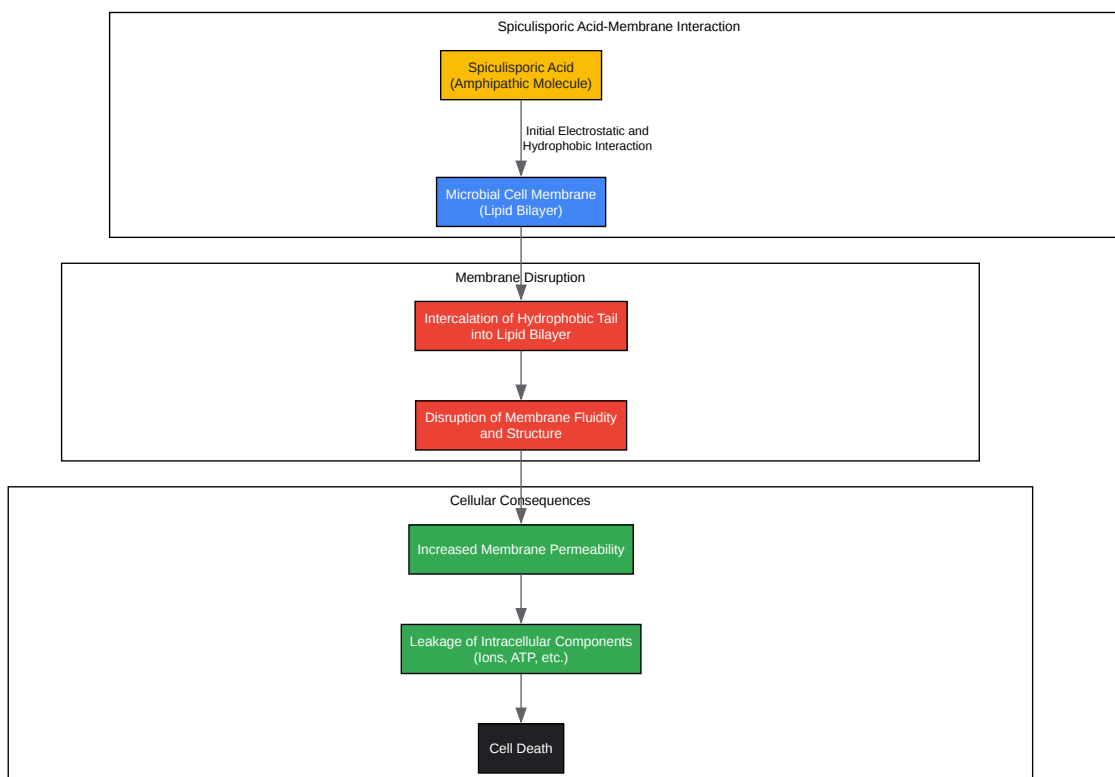 Spiculisporic Acid-Membrane Interaction
Spiculisporic Acid
(Amphipathic Molecule)
Initial Electrostatic and
Hydrophobic Interaction
Microbial Cell Membrane
(Lipid Bilayer)
Membrane Disruption
Intercalation of Hydrophobic Tail
into Lipid Bilayer
Disruption of Membrane Fluidity
and Structure
Cellular Consequences
Increased Membrane Permeability
Leakage of Intracellular Components
(Ions, ATP, etc.)
Cell Death